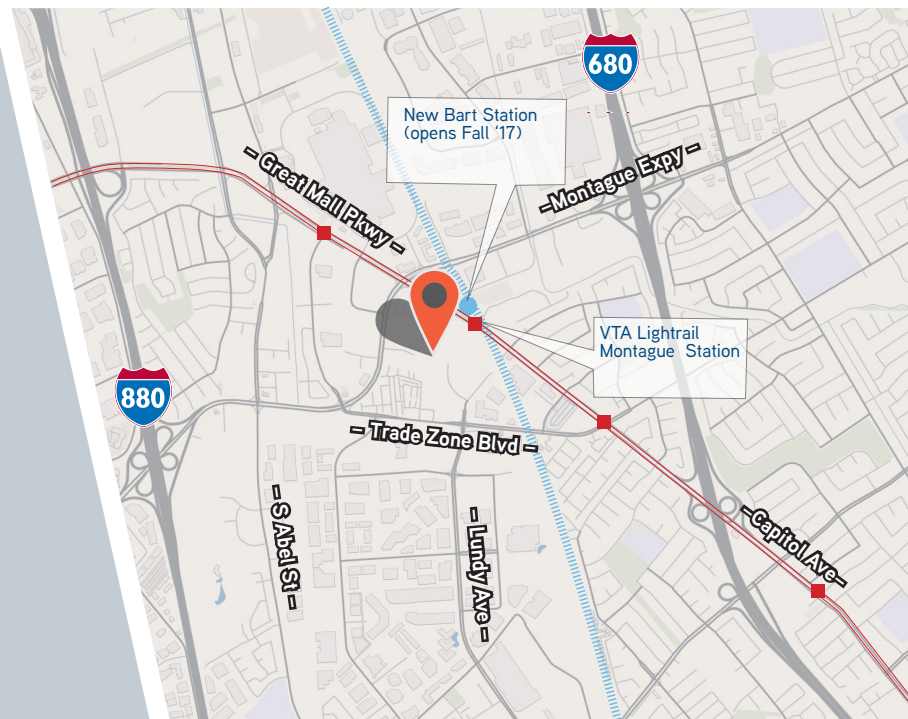 680
New Bart Station
(opens Fall '17)
– Great Mall Pkwy –
–Montague Expy –
VTA Lightrail
Montague Station
880
– Trade Zone Blvd –
– S Abel St –
– Lundy Ave –
–Capitol Ave–